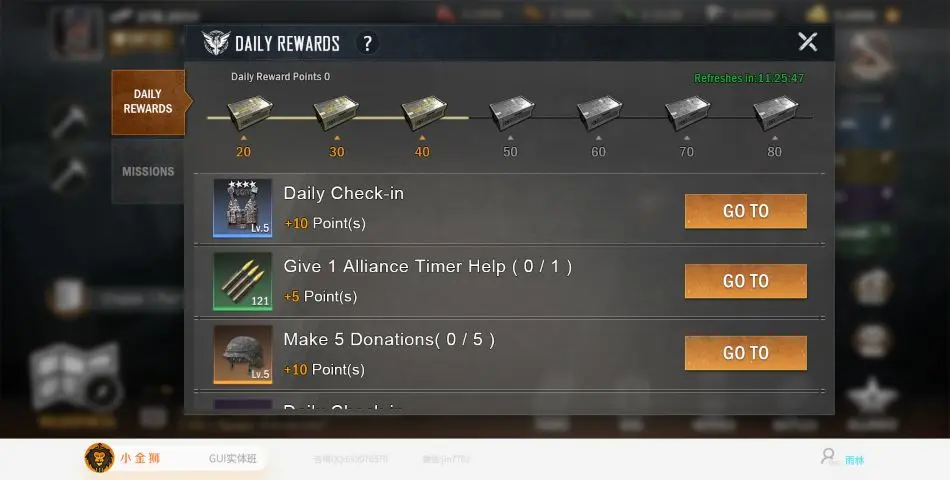 DAILY REWARDS ?
DAILY
REWARDS
MISSIONS
Daily Reward Points 0
Refreshes in:11:25:47
20 30 40 50 60 70 80
Daily Check-in
+10 Point(s)
Lv.5
GO TO
Give 1 Alliance Timer Help ( 0 / 1 )
+5 Point(s)
121
GO TO
Make 5 Donations( 0 / 5 )
+10 Point(s)
Lv.5
GO TO
Daily Check-in
小金狮
GUI实体班
雨林